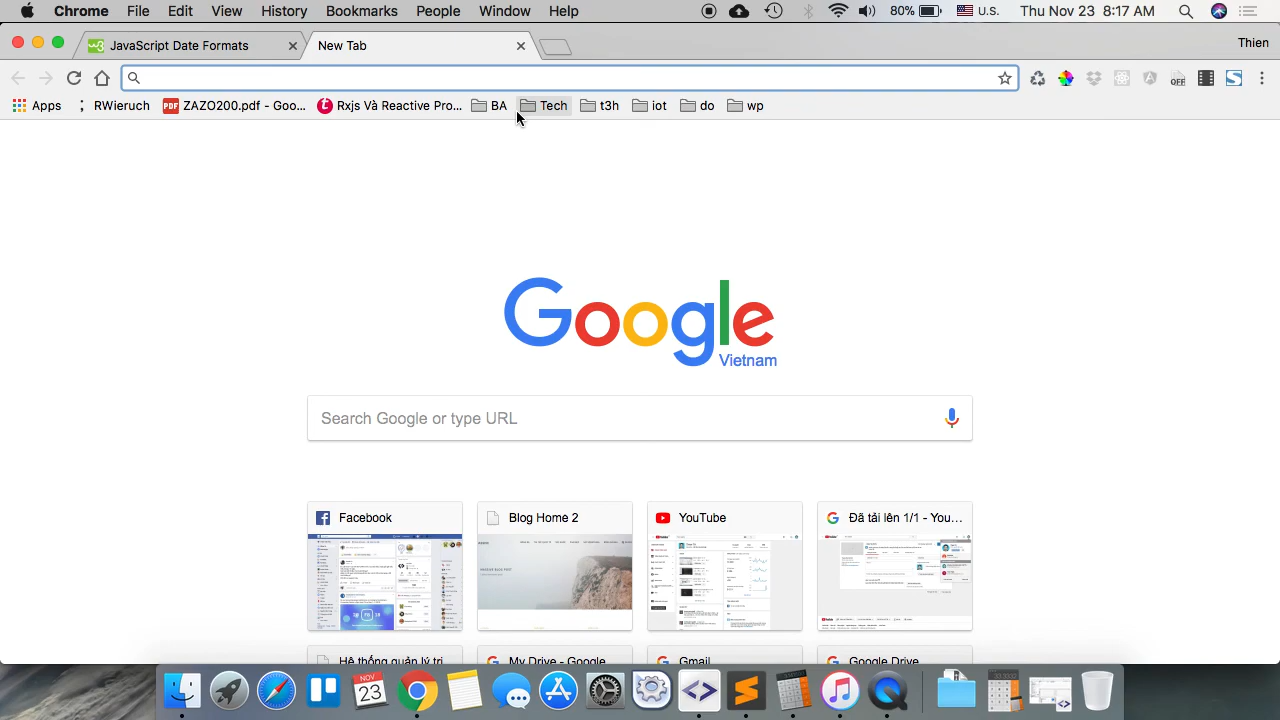 Chrome File Edit View History Bookmarks People Window Help 80% U.S. Thu Nov 23 8:17 AM
JavaScript Date Formats New Tab Thien
Apps RWieruch ZAZO200.pdf - Goo... Rxjs Và Reactive Pro... BA Tech t3h iot do wp
Google
Vietnam
Search Google or type URL
Facebook Blog Home 2 YouTube Đã tải lên 1/1 - You...
Hệ thống quản lý My Drive - Google Gmail Google Drive
NOV
23